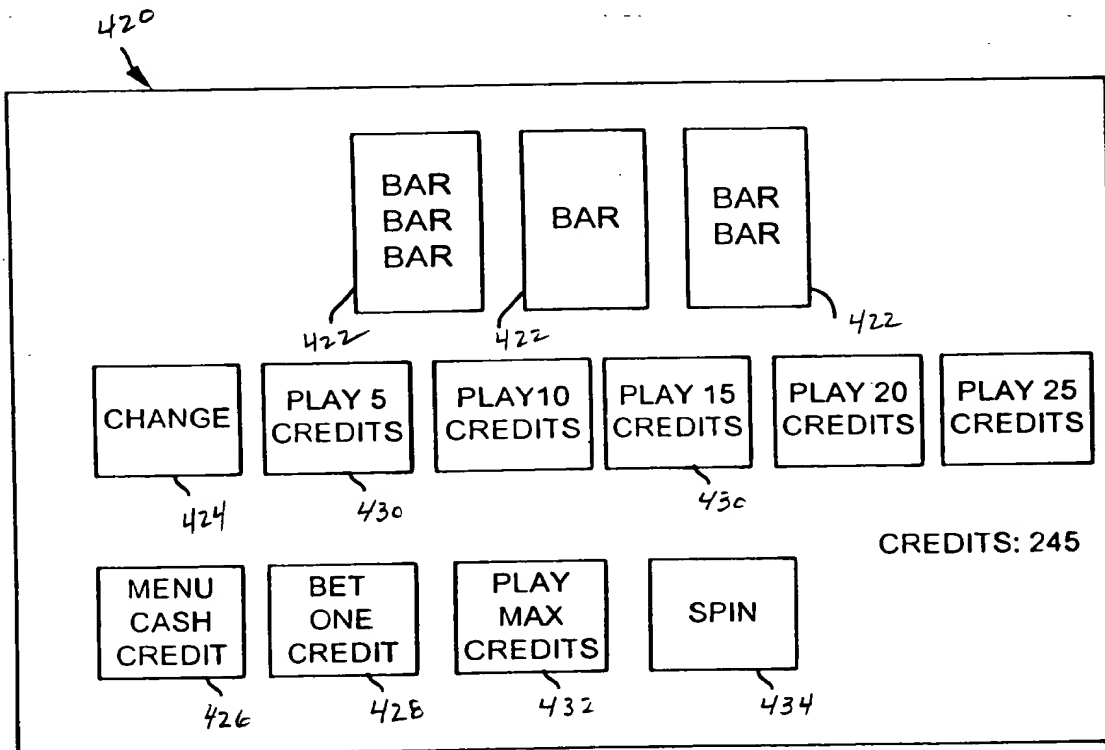 420
BAR
BAR
BAR
BAR
BAR
BAR
422
422
422
CHANGE
PLAY 5
CREDITS
PLAY10
CREDITS
PLAY 15
CREDITS
PLAY 20
CREDITS
PLAY 25
CREDITS
424
430
430
CREDITS: 245
MENU
CASH
CREDIT
BET
ONE
CREDIT
PLAY
MAX
CREDITS
SPIN
426
428
432
434